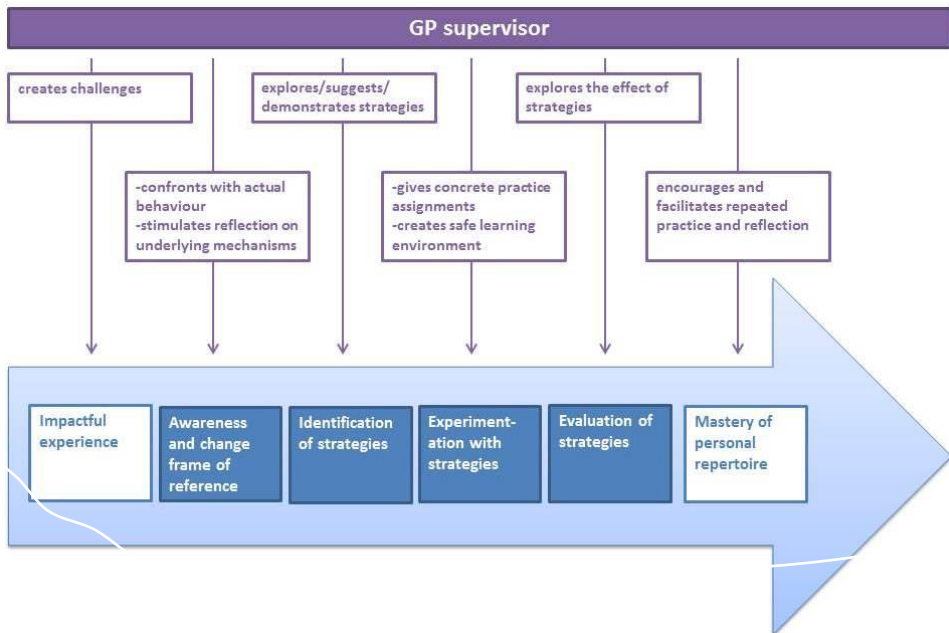 GP supervisor
creates challenges
explores/suggests/
demonstrates strategies
explores the effect of
strategies
-confronts with actual
behaviour
-stimulates reflection on
underlying mechanisms
-gives concrete practice
assignments
-creates safe learning
environment
encourages and
facilitates repeated
practice and reflection
Impactful
experience
Awareness
and change
frame of
reference
Identification
of strategies
Experiment-
ation with
strategies
Evaluation of
strategies
Mastery of
personal
repertoire